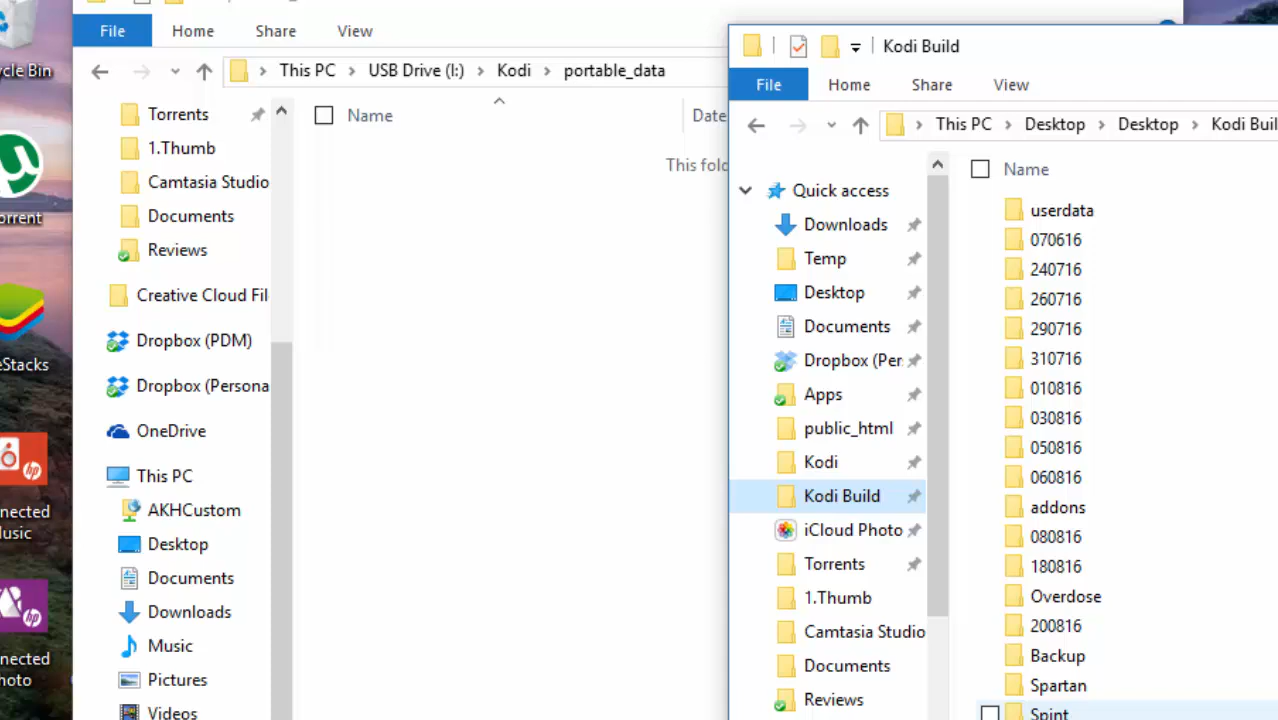 File Home Share View
This PC > USB Drive (I:) > Kodi > portable_data
Name Date
This fold
Torrents
1.Thumb
Camtasia Studio
Documents
Reviews
Creative Cloud Fil
Dropbox (PDM)
Dropbox (Persona
OneDrive
This PC
AKHCustom
Desktop
Documents
Downloads
Music
Pictures
Videos
ycle Bin
orrent
eStacks
nected
usic
nected
hoto
Kodi Build
File Home Share View
This PC > Desktop > Desktop > Kodi Buil
Name
Quick access
Downloads
Temp
Desktop
Documents
Dropbox (Per
Apps
public_html
Kodi
Kodi Build
iCloud Photo
Torrents
1.Thumb
Camtasia Studio
Documents
Reviews
userdata
070616
240716
260716
290716
310716
010816
030816
050816
060816
addons
080816
180816
Overdose
200816
Backup
Spartan
Spint